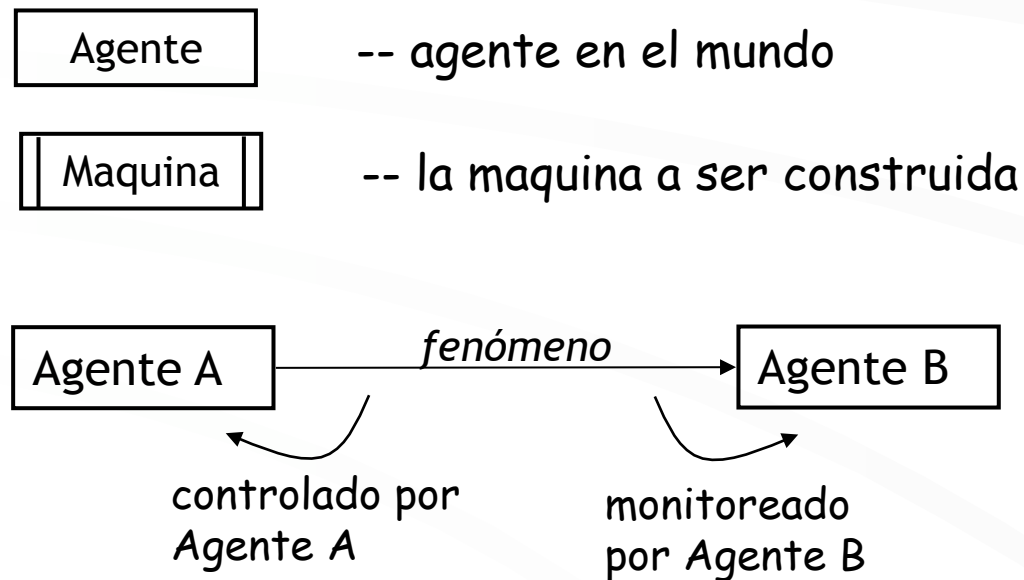 Agente -- agente en el mundo
Maquina -- la maquina a ser construida
Agente A fenómeno Agente B
controlado por
Agente A
monitoreado
por Agente B